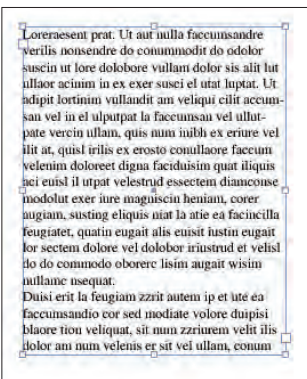 Loreraesent prat. Ut aut nulla faccumsandre
verilis nonsendre do conummodit do odolor
suscin ut lore dolobore vullam dolor sis alit lut
ullaor acinim in ex exer susci el utat luptat. Ut
adipit lortinim vullandit am veliqui cilit accum-
san vel in el ulputpat la faccumsan vel ullut-
pate vercin ullam, quis num inibh ex eriure vel
ilit at, quisl irilis ex erosto conullaore faccum
velenim doloreet digna faciduisim quat iliquis
aci euisl il utpat velestrud essectem diamconse
modolut exer iure magniscin heniam, corer
augiam, susting eliquis niat la atie ea facincilla
feugiatet, quatin eugait alis euisit iustin eugait
lor sectem dolore vel dolobor iriustrud et velisl
do do commodo oborerc lisim augait wisim
nullamc nsequat.
Duisi erit la feugiam zzrit autem ip et ute ea
faccumsandio cor sed modiate volore duipisi
blaore tion veliquat, sit num zzriurem velit ilis
dolor am num velenis er sit vel ullam, conum